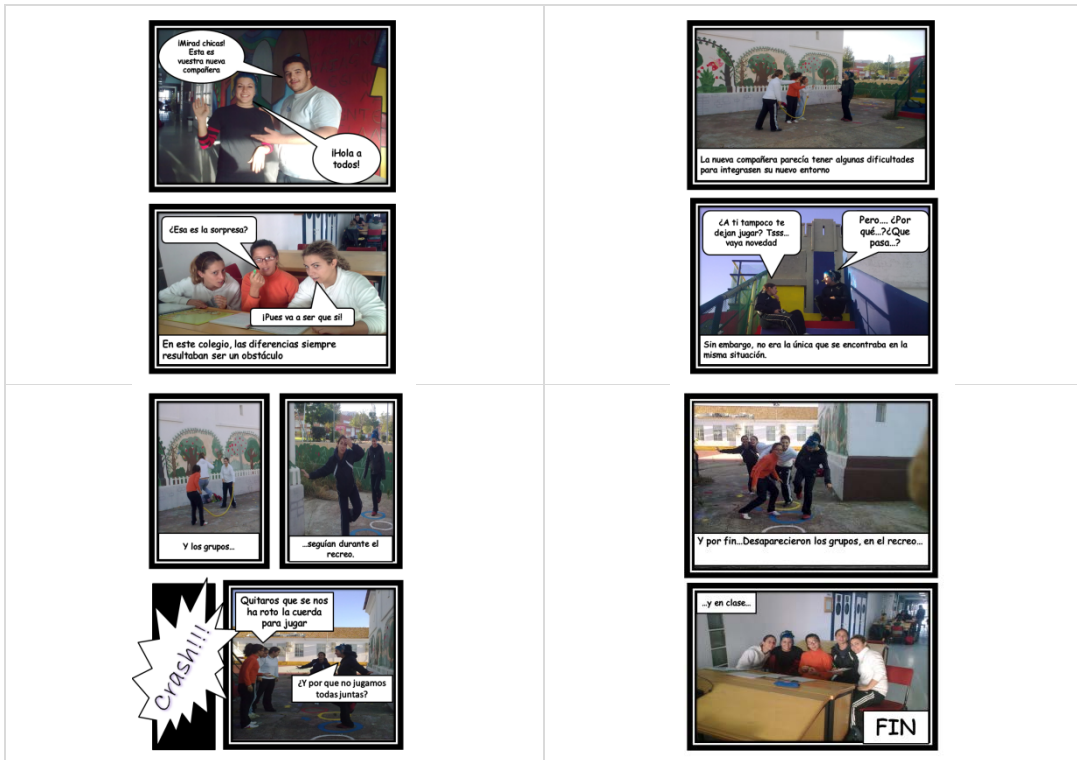 ¡Mirad chicas!
Esta es
vuestra nueva
compañera
¡Hola a
todos!
¿Esa es la sorpresa?
¡Pues va a ser que si!
En este colegio, las diferencias siempre
resultaban ser un obstáculo
La nueva compañera parecía tener algunas dificultades
para integrasen su nuevo entorno
¿A ti tampoco te
dejan jugar? Tsss...
vaya novedad
Pero.... ¿Por
qué...?¿Que
pasa...?
Sin embargo, no era la única que se encontraba en la
misma situación.
Y los grupos...
...seguían durante el
recreo.
Crash!!!
Quitaros que se nos
ha roto la cuerda
para jugar
¿Y por que no jugamos
todas juntas?
Y por fin...Desaparecieron los grupos, en el recreo...
...y en clase...
FIN